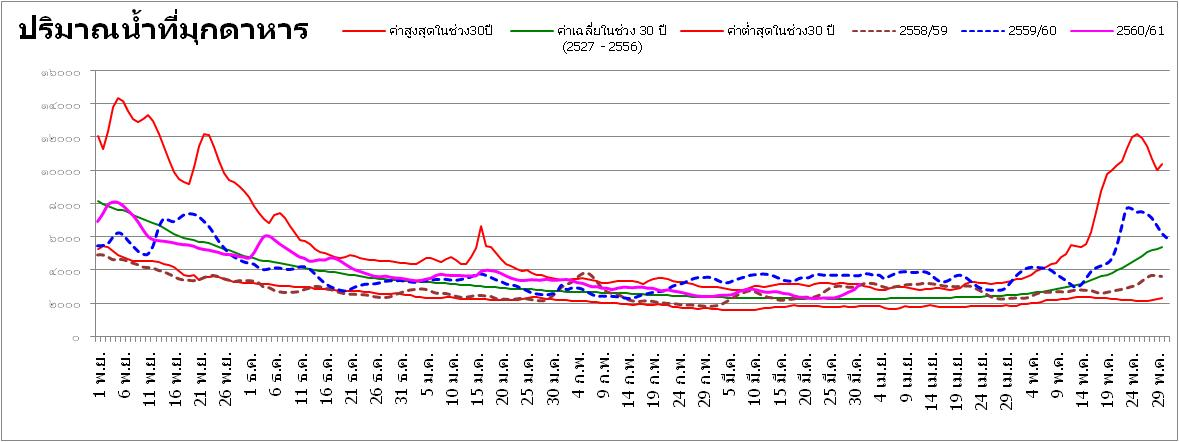 ปริมาณน้ำที่มุกดาหาร
ค่าสูงสุดในช่วง30ปี
ค่าเฉลี่ยในช่วง 30 ปี
(2527 - 2556)
ค่าต่ำสุดในช่วง30 ปี
2558/59
2559/60
2560/61
๑๖๐๐๐
๑๔๐๐๐
๑๒๐๐๐
๑๐๐๐๐
๘๐๐๐
๖๐๐๐
๔๐๐๐
๒๐๐๐
๐
1 พ.ย.
6 พ.ย.
11 พ.ย.
16 พ.ย.
21 พ.ย.
26 พ.ย.
1 ธ.ค.
6 ธ.ค.
11 ธ.ค.
16 ธ.ค.
21 ธ.ค.
26 ธ.ค.
31 ธ.ค.
5 ม.ค.
10 ม.ค.
15 ม.ค.
20 ม.ค.
25 ม.ค.
30 ม.ค.
4 ก.พ.
9 ก.พ.
14 ก.พ.
19 ก.พ.
24 ก.พ.
29 ก.พ.
5 มี.ค.
10 มี.ค.
15 มี.ค.
20 มี.ค.
25 มี.ค.
30 มี.ค.
4 เม.ย.
9 เม.ย.
14 เม.ย.
19 เม.ย.
24 เม.ย.
29 เม.ย.
4 พ.ค.
9 พ.ค.
14 พ.ค.
19 พ.ค.
24 พ.ค.
29 พ.ค.